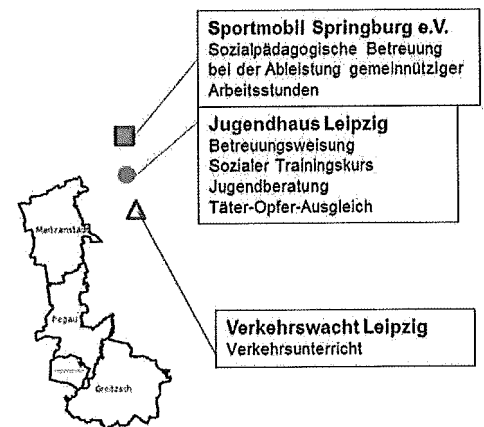 Sportmobil Springburg e.V.
Sozialpädagogische Betreuung
bei der Ableistung gemeinnütziger
Arbeitsstunden
Jugendhaus Leipzig
Betreuungsweisung
Sozialer Trainingskurs
Jugendberatung
Täter-Opfer-Ausgleich
Markranstädt
Pegau
Groitzsch
Verkehrswacht Leipzig
Verkehrsunterricht